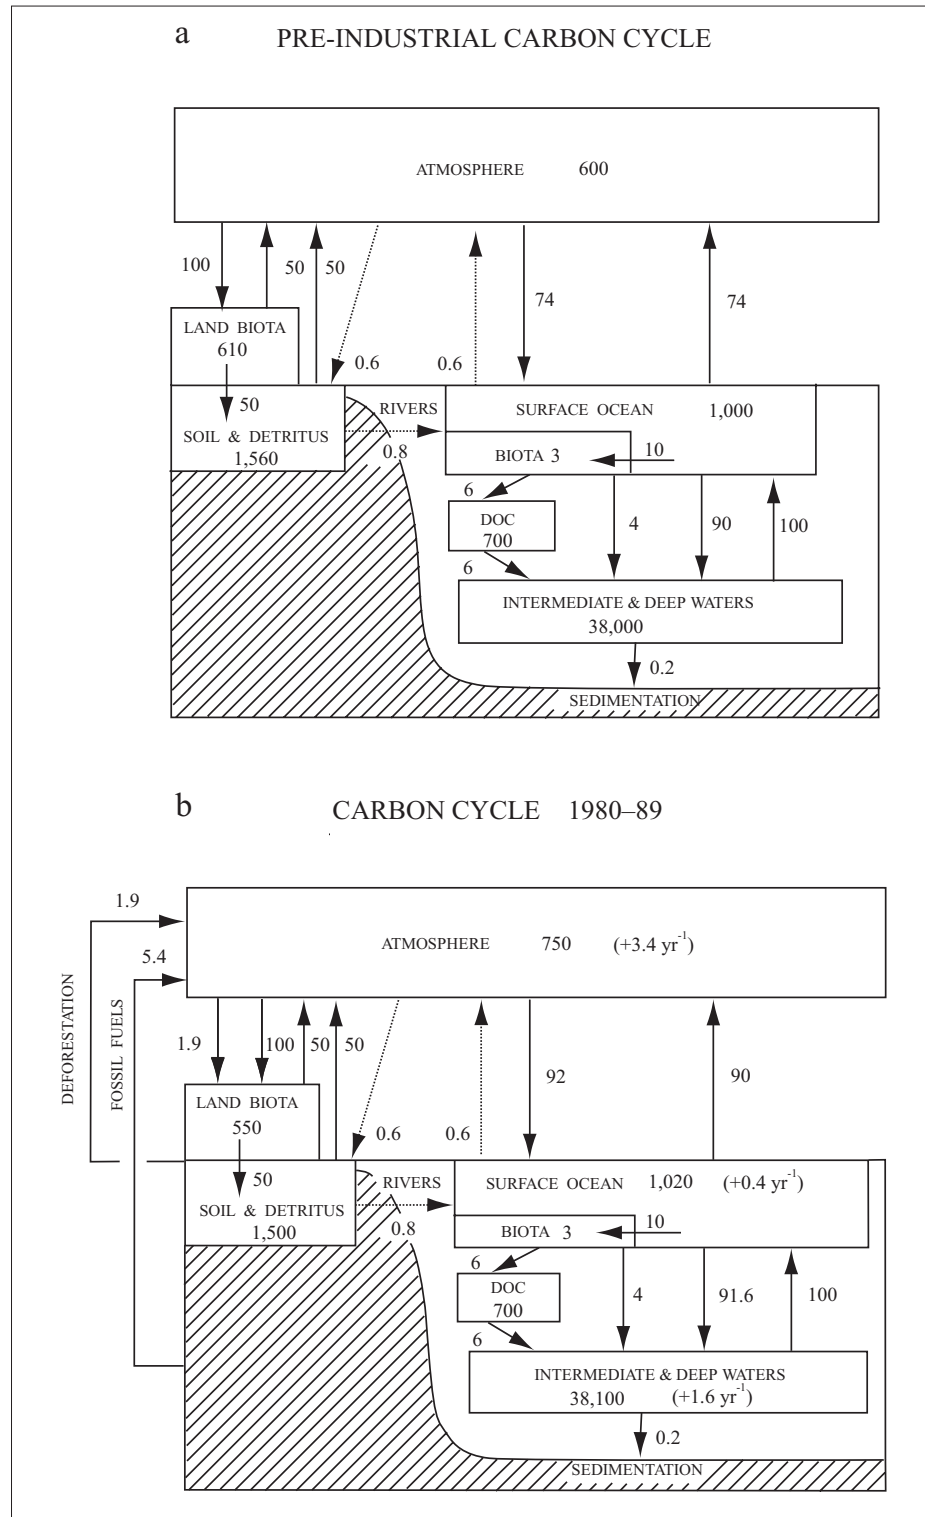 a PRE-INDUSTRIAL CARBON CYCLE
ATMOSPHERE 600
100
50
50
74
74
LAND BIOTA
610
0.6
0.6
50
RIVERS
SURFACE OCEAN 1,000
SOIL & DETRITUS
1,560
0.8
BIOTA 3
10
6
DOC
700
4
90
100
6
INTERMEDIATE & DEEP WATERS
38,000
0.2
SEDIMENTATION
b CARBON CYCLE 1980–89
1.9
ATMOSPHERE 750 (+3.4 yr-1)
5.4
DEFORESTATION
FOSSIL FUELS
1.9
100
50
50
92
90
LAND BIOTA
550
0.6
0.6
50
RIVERS
SURFACE OCEAN 1,020 (+0.4 yr-1)
SOIL & DETRITUS
1,500
0.8
BIOTA 3
10
6
DOC
700
4
91.6
100
6
INTERMEDIATE & DEEP WATERS
38,100 (+1.6 yr-1)
0.2
SEDIMENTATION